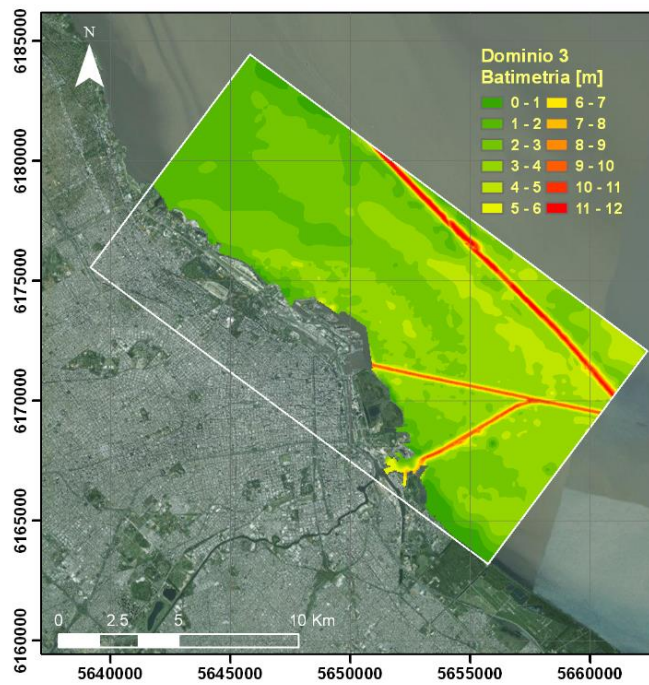 N
Dominio 3
Batimetria [m]
0 - 1 6 - 7
1 - 2 7 - 8
2 - 3 8 - 9
3 - 4 9 - 10
4 - 5 10 - 11
5 - 6 11 - 12
6185000
6180000
6175000
6170000
6165000
6160000
0 2.5 5 10 Km
5640000 5645000 5650000 5655000 5660000